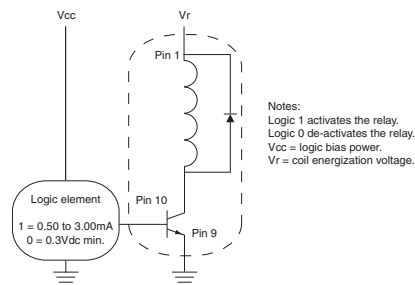 Vcc
Vr
Pin 1
Notes:
Logic 1 activates the relay.
Logic 0 de-activates the relay.
Vcc = logic bias power.
Vr = coil energization voltage.
Logic element
1 = 0.50 to 3.00mA
0 = 0.3Vdc min.
Pin 10
Pin 9